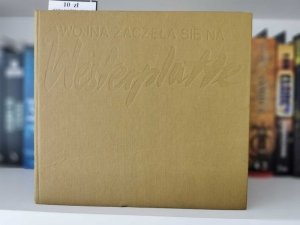 10 zł
WOJNA ZACZĘŁA SIĘ NA
Westerplatte